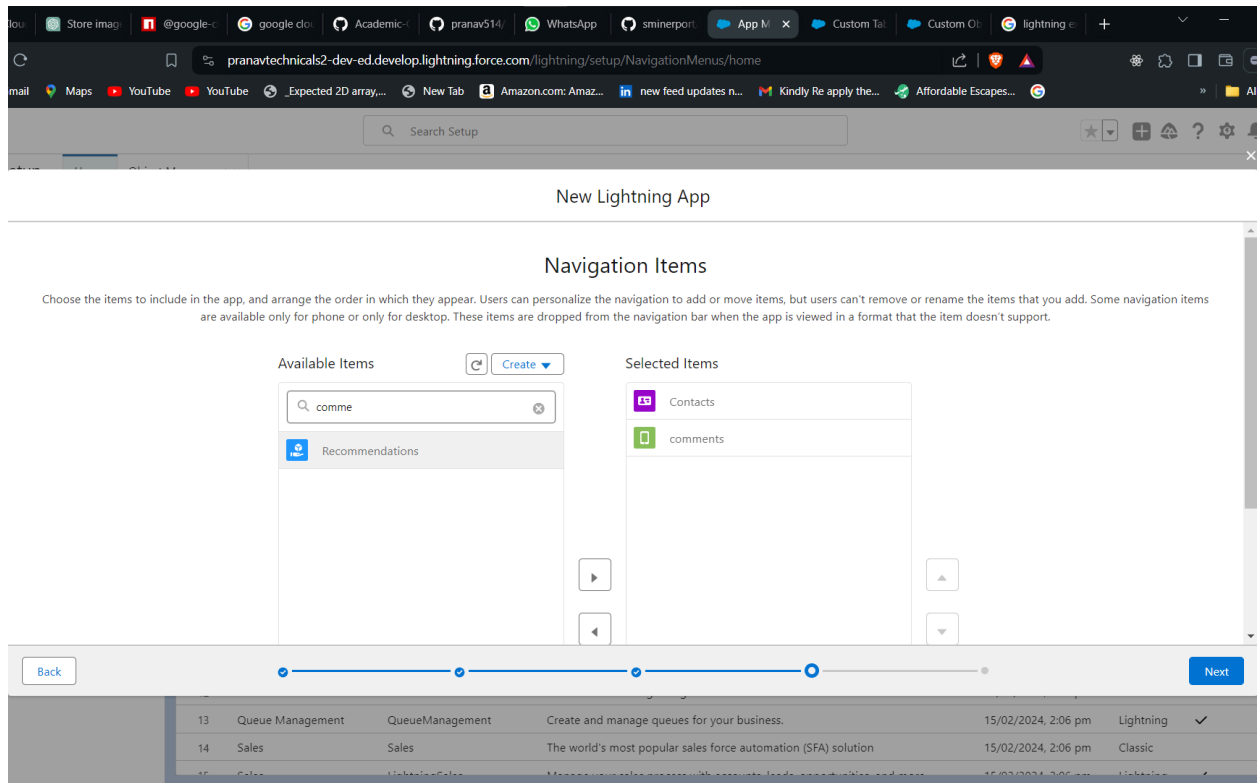 Store imag
@google-c
google clou
Academic-C
pranav514/
WhatsApp
sminerport
App M
Custom Tab
Custom Ob
lightning e
pranavtechnicals2-dev-ed.develop.lightning.force.com/lightning/setup/NavigationMenus/home
Maps YouTube YouTube _Expected 2D array,... New Tab Amazon.com: Amaz... new feed updates n... Kindly Re apply the... Affordable Escapes... »
Search Setup
New Lightning App
Navigation Items
Choose the items to include in the app, and arrange the order in which they appear. Users can personalize the navigation to add or move items, but users can't remove or rename the items that you add. Some navigation items
are available only for phone or only for desktop. These items are dropped from the navigation bar when the app is viewed in a format that the item doesn't support.
Available Items Create Selected Items
comme Contacts
comments
Recommendations
Back Next
13 Queue Management QueueManagement Create and manage queues for your business. 15/02/2024, 2:06 pm Lightning
14 Sales Sales The world's most popular sales force automation (SFA) solution 15/02/2024, 2:06 pm Classic